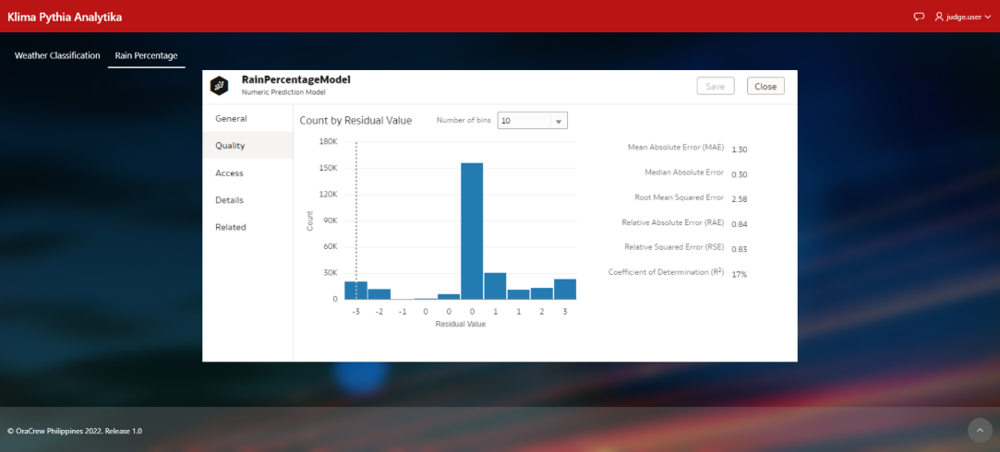 Klima Pythia Analytika
judge.user
Weather Classification
Rain Percentage
RainPercentageModel
Numeric Prediction Model
Save
Close
General
Quality
Access
Details
Related
Count by Residual Value
Number of bins
10
180K
150K
120K
90K
60K
30K
0
Count
-3 -2 -1 0 0 0 1 1 2 3
Residual Value
Mean Absolute Error (MAE) 1.30
Median Absolute Error 0.30
Root Mean Squared Error 2.58
Relative Absolute Error (RAE) 0.84
Relative Squared Error (RSE) 0.83
Coefficient of Determination (R²) 17%
© OraCrew Philippines 2022. Release 1.0